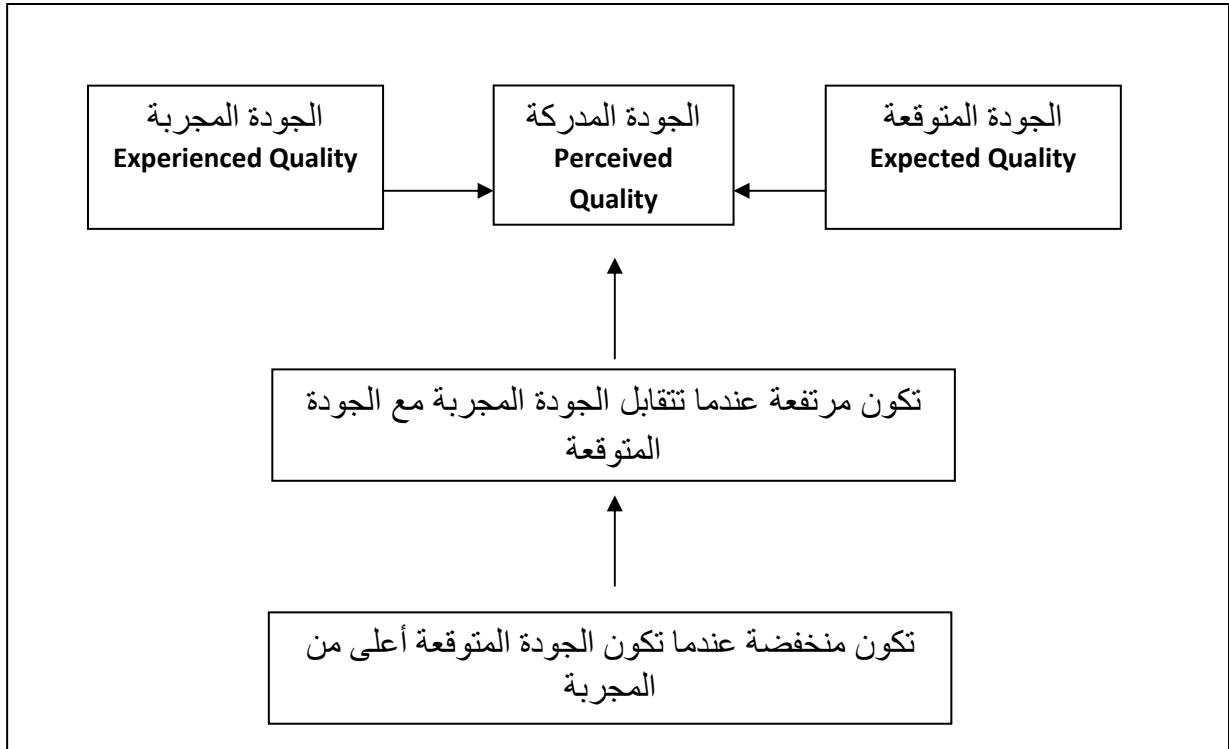 الجودة المتوقعة
Expected Quality
الجودة المدركة
Perceived
Quality
الجودة المجربة
Experienced Quality
تكون مرتفعة عندما تتقابل الجودة المجربة مع الجودة
المتوقعة
تكون منخفضة عندما تكون الجودة المتوقعة أعلى من
المجربة